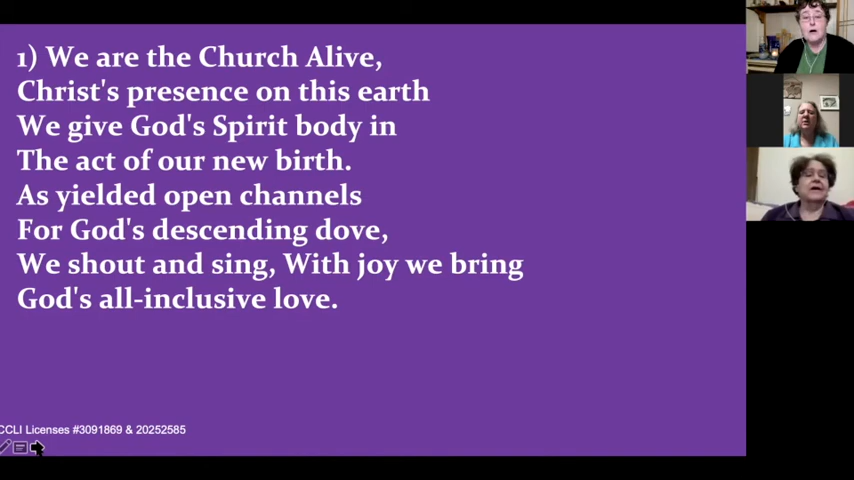 1) We are the Church Alive,
Christ's presence on this earth
We give God's Spirit body in
The act of our new birth.
As yielded open channels
For God's descending dove,
We shout and sing, With joy we bring
God's all-inclusive love.
CCLI Licenses #3091869 & 20252585